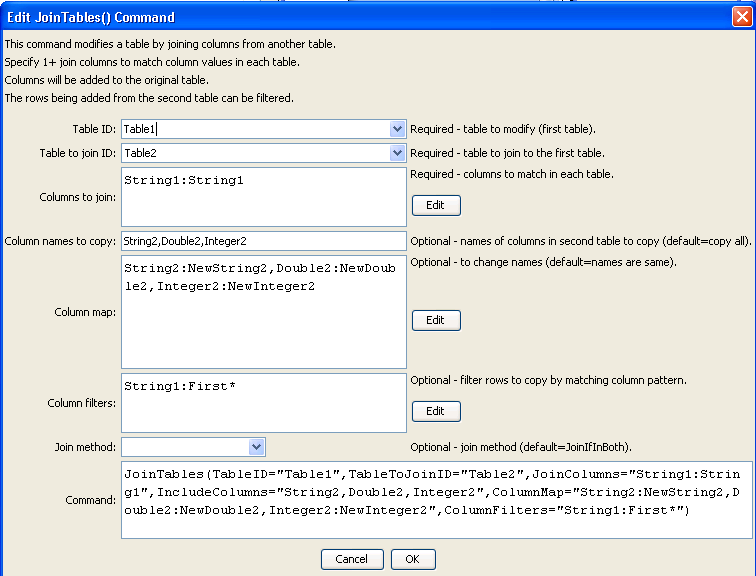 Edit JoinTables() Command
This command modifies a table by joining columns from another table.
Specify 1+ join columns to match column values in each table.
Columns will be added to the original table.
The rows being added from the second table can be filtered.
Table ID: Table1 Required - table to modify (first table).
Table to join ID: Table2 Required - table to join to the first table.
Columns to join: String1:String1 Required - columns to match in each table.
Edit
Column names to copy: String2,Double2,Integer2 Optional - names of columns in second table to copy (default=copy all).
Column map: String2:NewString2,Double2:NewDoub Optional - to change names (default=names are same).
le2,Integer2:NewInteger2
Edit
Column filters: String1:First* Optional - filter rows to copy by matching column pattern.
Edit
Join method: Optional - join method (default=JoinIfInBoth).
Command: JoinTables(TableID="Table1",TableToJoinID="Table2",JoinColumns="String1:Strin
g1",IncludeColumns="String2,Double2,Integer2",ColumnMap="String2:NewString2,D
ouble2:NewDouble2,Integer2:NewInteger2",ColumnFilters="String1:First*")
Cancel OK